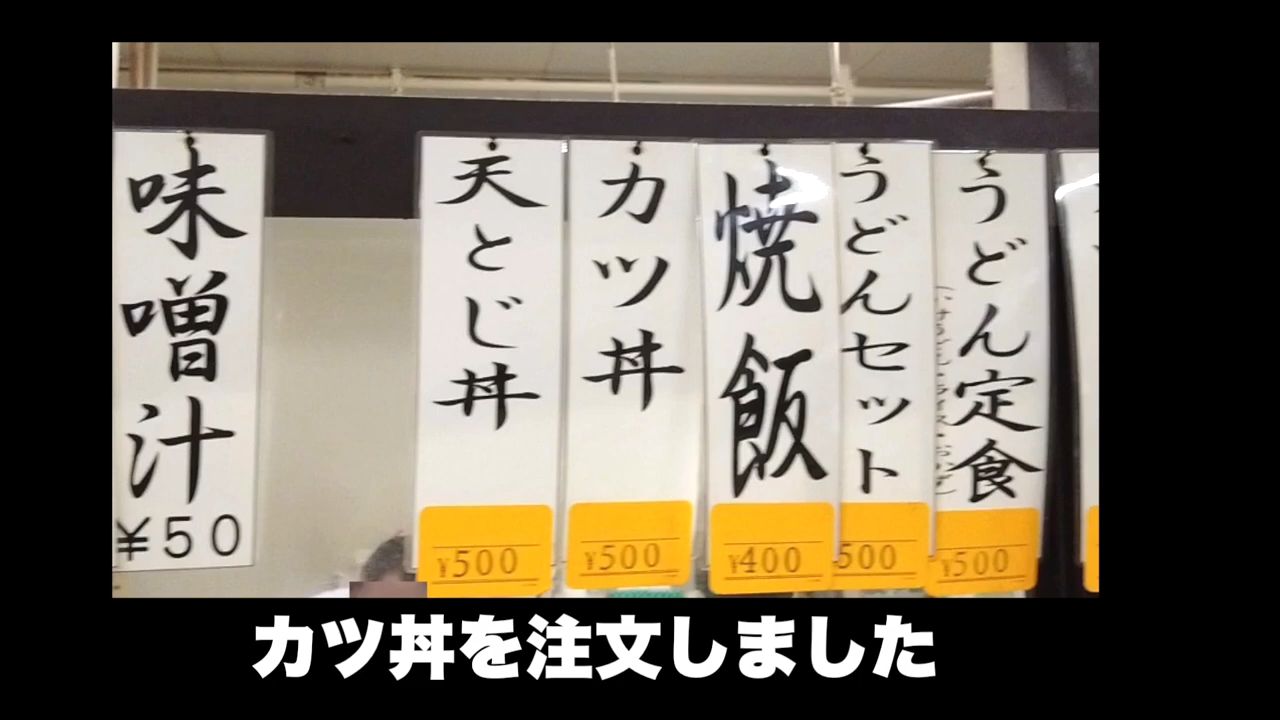 味噌汁
¥50
天とじ丼
¥500
カツ丼
¥500
焼飯
¥400
うどんセット
500
うどん定食
¥500
カツ丼を注文しました